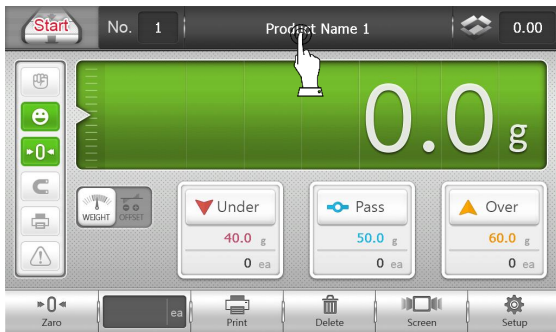 Start No. 1 Product Name 1 0.00
0.0 g
WEIGHT OFFSET
Under Pass Over
40.0 g 50.0 g 60.0 g
0 ea 0 ea 0 ea
0
Zaro ea Print Delete Screen Setup